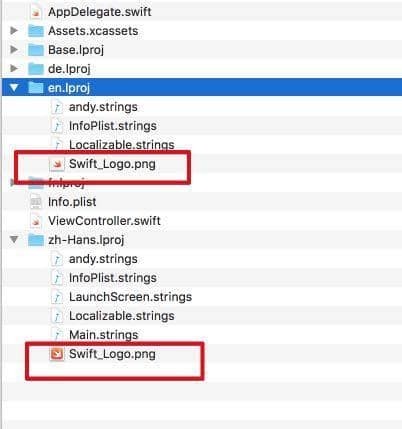 AppDelegate.swift
Assets.xcassets
Base.lproj
de.lproj
en.lproj
andy.strings
InfoPlist.strings
Localizable.strings
Swift_Logo.png
fr.lproj
Info.plist
ViewController.swift
zh-Hans.lproj
andy.strings
InfoPlist.strings
LaunchScreen.strings
Localizable.strings
Main.strings
Swift_Logo.png